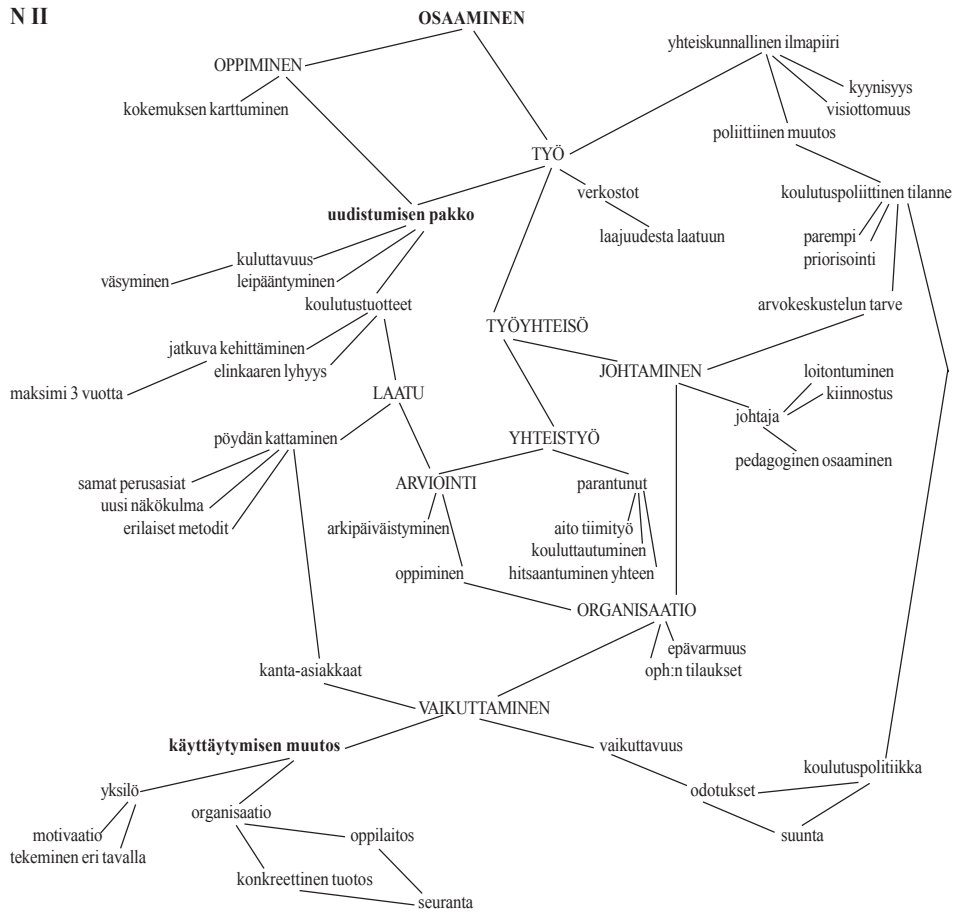 N II
OSAAMINEN
yhteiskunnallinen ilmapiiri
OPPIMINEN
kyynisyys
kokemuksen karttuminen
visiottomuus
poliittinen muutos
TYÖ
verkostot
koulutuspoliittinen tilanne
uudistumisen pakko
laajuudesta laatuun
parempi
priorisointi
kuluttavuus
väsyminen
leipääntyminen
koulutustuotteet
arvokeskustelun tarve
TYÖYHTEISÖ
jatkuva kehittäminen
elinkaaren lyhyys
JOHTAMINEN
loitontuminen
kiinnostus
maksimi 3 vuotta
LAATU
johtaja
pöydän kattaminen
YHTEISTYÖ
pedagoginen osaaminen
samat perusasiat
ARVIOINTI
parantunut
uusi näkökulma
erilaiset metodit
arkipäiväistyminen
aito tiimityö
kouluttautuminen
oppiminen
hitsaantuminen yhteen
ORGANISAATIO
epävarmuus
kanta-asiakkaat
oph:n tilaukset
VAIKUTTAMINEN
käyttäytymisen muutos
vaikuttavuus
koulutuspolitiikka
yksilö
odotukset
organisaatio
motivaatio
oppilaitos
suunta
tekeminen eri tavalla
konkreettinen tuotos
seuranta